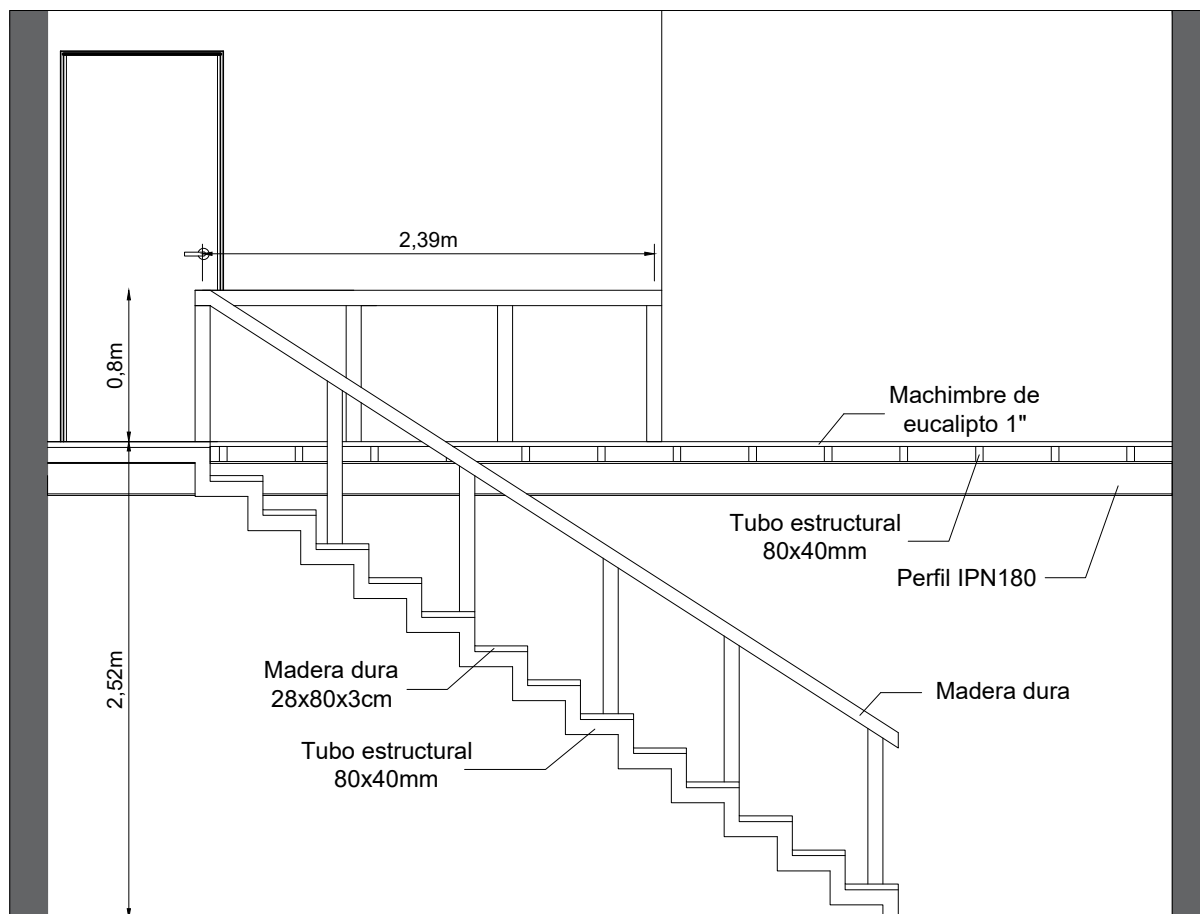 2,39m
0,8m
Machimbre de
eucalipto 1"
Tubo estructural
80x40mm
Perfil IPN180
Madera dura
28x80x3cm
Madera dura
2,52m
Tubo estructural
80x40mm